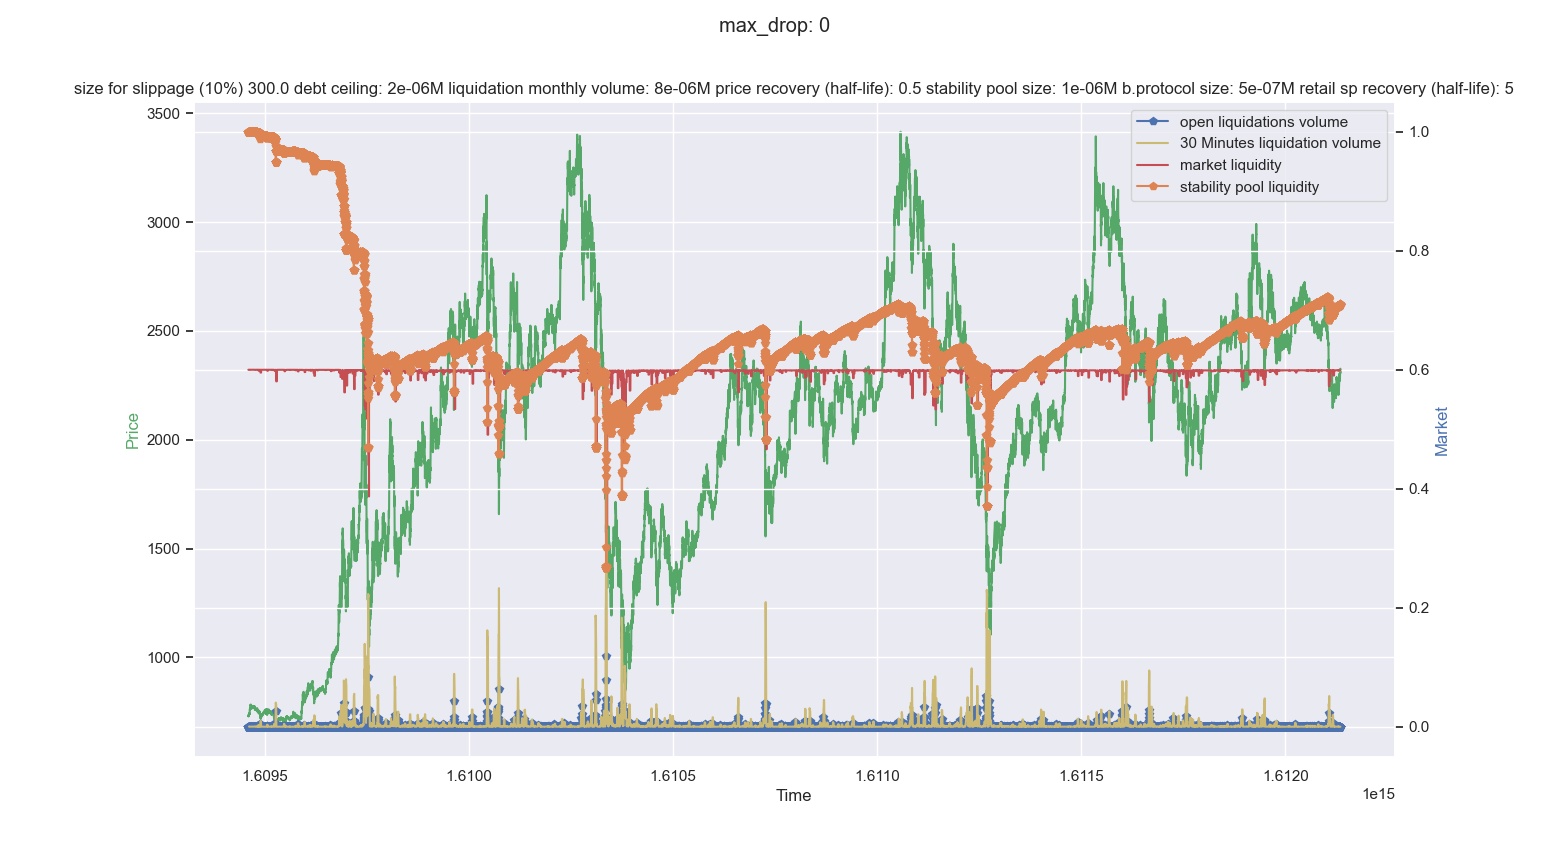 max_drop: 0
size for slippage (10%) 300.0 debt ceiling: 2e-06M liquidation monthly volume: 8e-06M price recovery (half-life): 0.5 stability pool size: 1e-06M b.protocol size: 5e-07M retail sp recovery (half-life): 5
open liquidations volume
30 Minutes liquidation volume
market liquidity
stability pool liquidity
3500
3000
2500
2000
1500
1000
Price
1.0
0.8
0.6
0.4
0.2
0.0
Market
1.6095 1.6100 1.6105 1.6110 1.6115 1.6120
Time
1e15